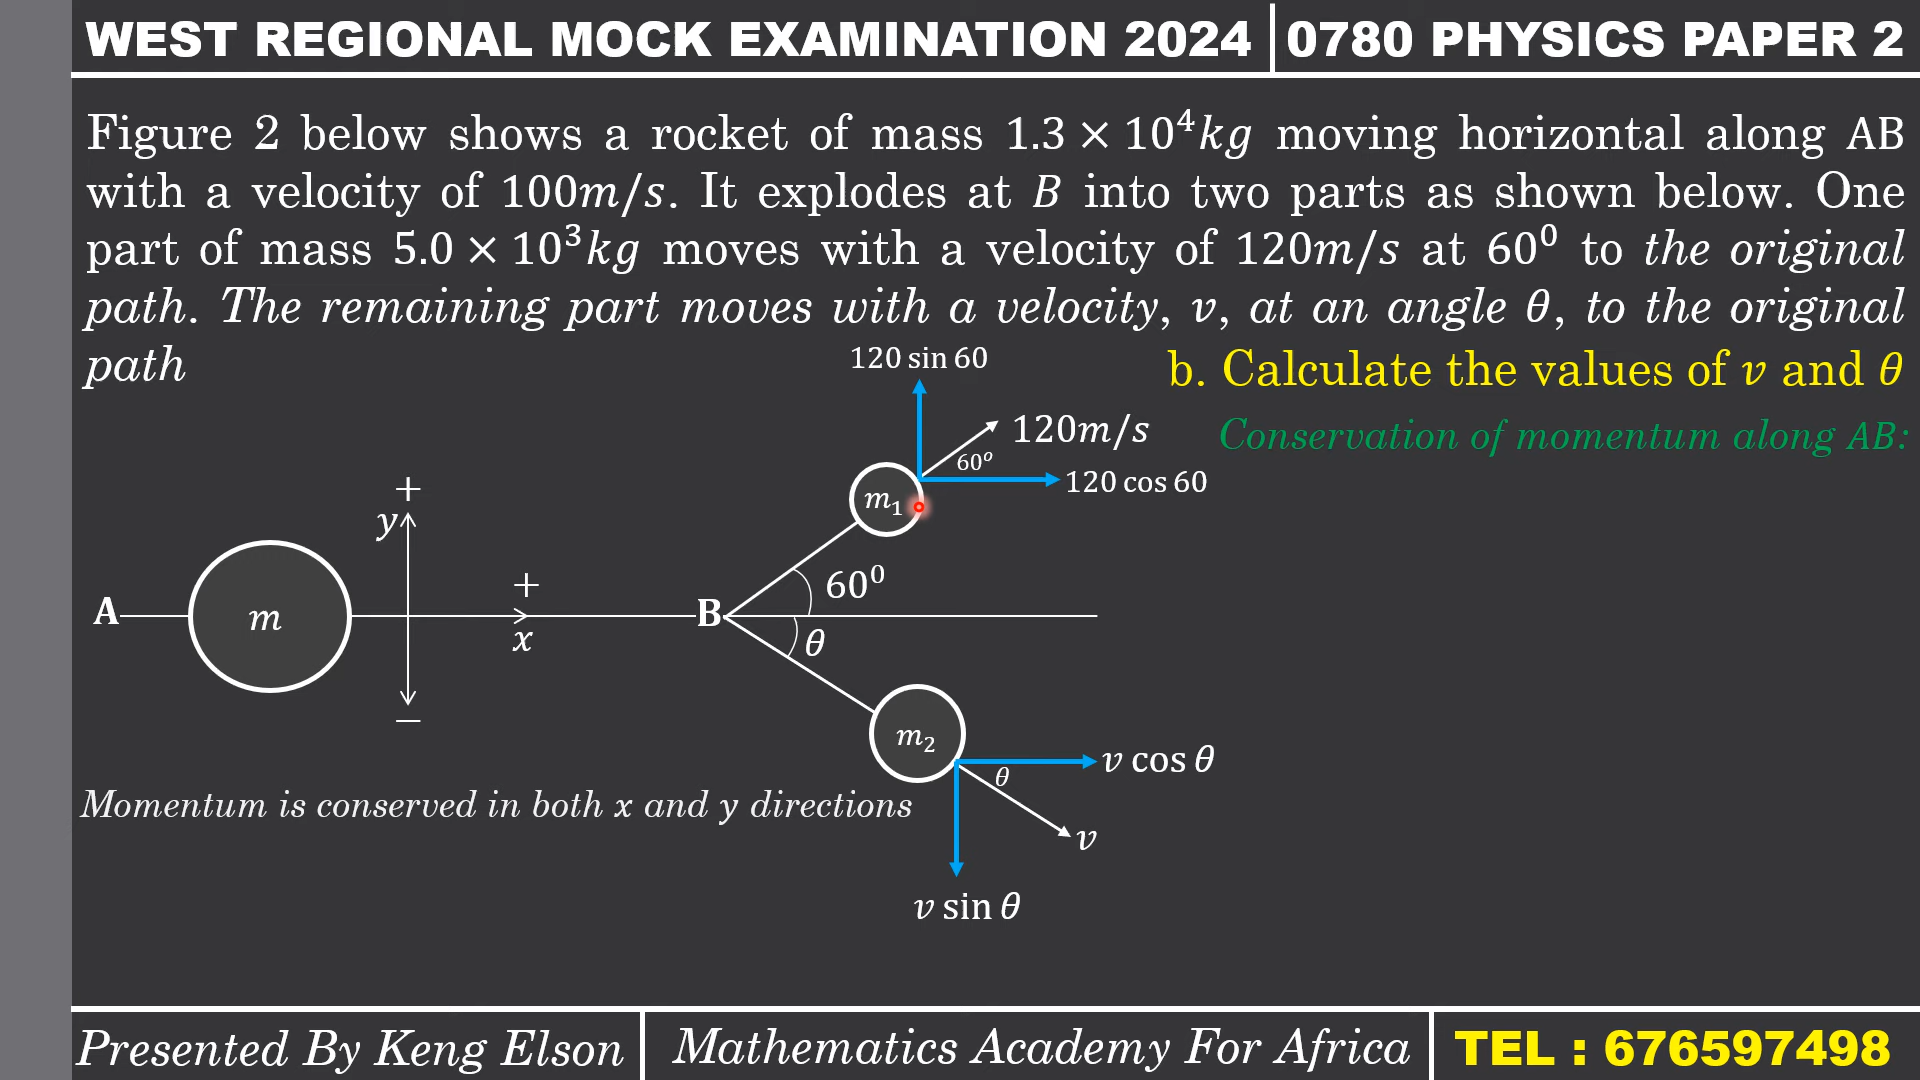 WEST REGIONAL MOCK EXAMINATION 2024 | 0780 PHYSICS PAPER 2
Figure 2 below shows a rocket of mass 1.3 × 10⁴kg moving horizontal along AB
with a velocity of 100m/s. It explodes at B into two parts as shown below. One
part of mass 5.0 × 10³kg moves with a velocity of 120m/s at 60⁰ to the original
path. The remaining part moves with a velocity, v, at an angle θ, to the original
path
b. Calculate the values of v and θ
Conservation of momentum along AB:
120 sin 60
120m/s
60ᵒ
120 cos 60
m₁
+
y
+
x
−
A
m
B
60⁰
θ
m₂
v cos θ
θ
v
v sin θ
Momentum is conserved in both x and y directions
Presented By Keng Elson
Mathematics Academy For Africa
TEL : 676597498